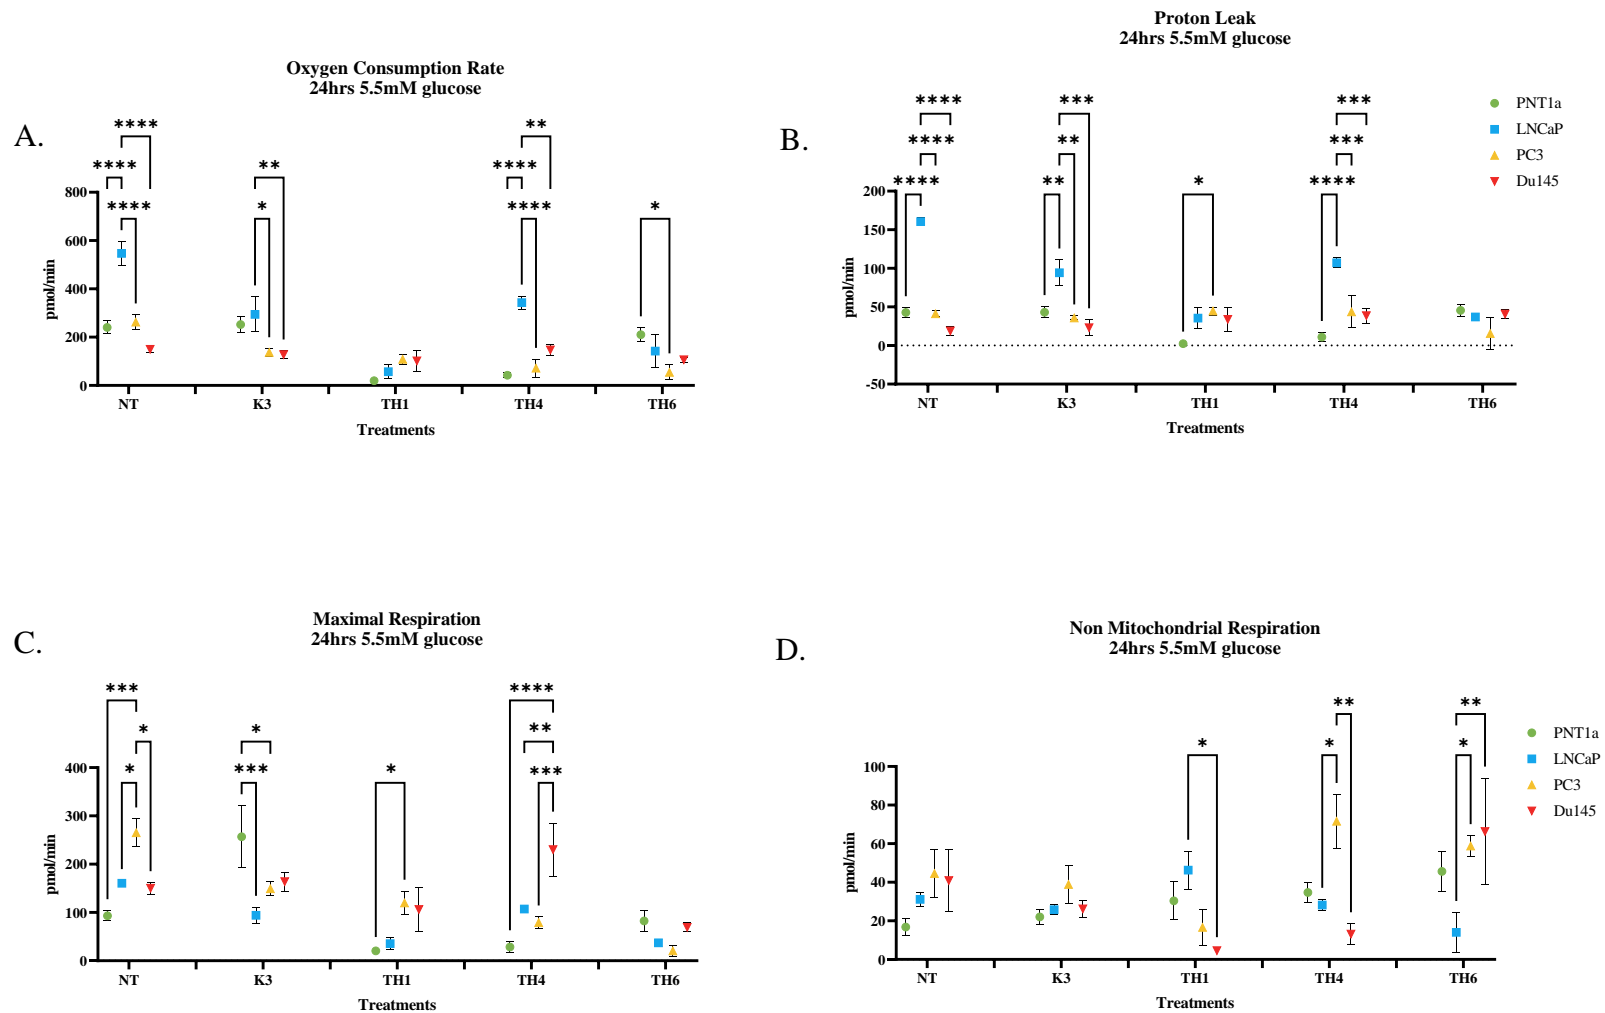 A.
Oxygen Consumption Rate
24hrs 5.5mM glucose
**** **
**** ** ****
**** * **** *
800
600
400
200
0
pmol/min
NT K3 TH1 TH4 TH6
Treatments
B.
Proton Leak
24hrs 5.5mM glucose
**** *** ***
**** ** ***
**** ** * ****
200
150
100
50
0
-50
pmol/min
NT K3 TH1 TH4 TH6
Treatments
PNT1a
LNCaP
PC3
Du145
C.
Maximal Respiration
24hrs 5.5mM glucose
*** ****
* * **
* *** * ***
400
300
200
100
0
pmol/min
NT K3 TH1 TH4 TH6
Treatments
D.
Non Mitochondrial Respiration
24hrs 5.5mM glucose
** **
* * *
100
80
60
40
20
0
pmol/min
NT K3 TH1 TH4 TH6
Treatments
PNT1a
LNCaP
PC3
Du145